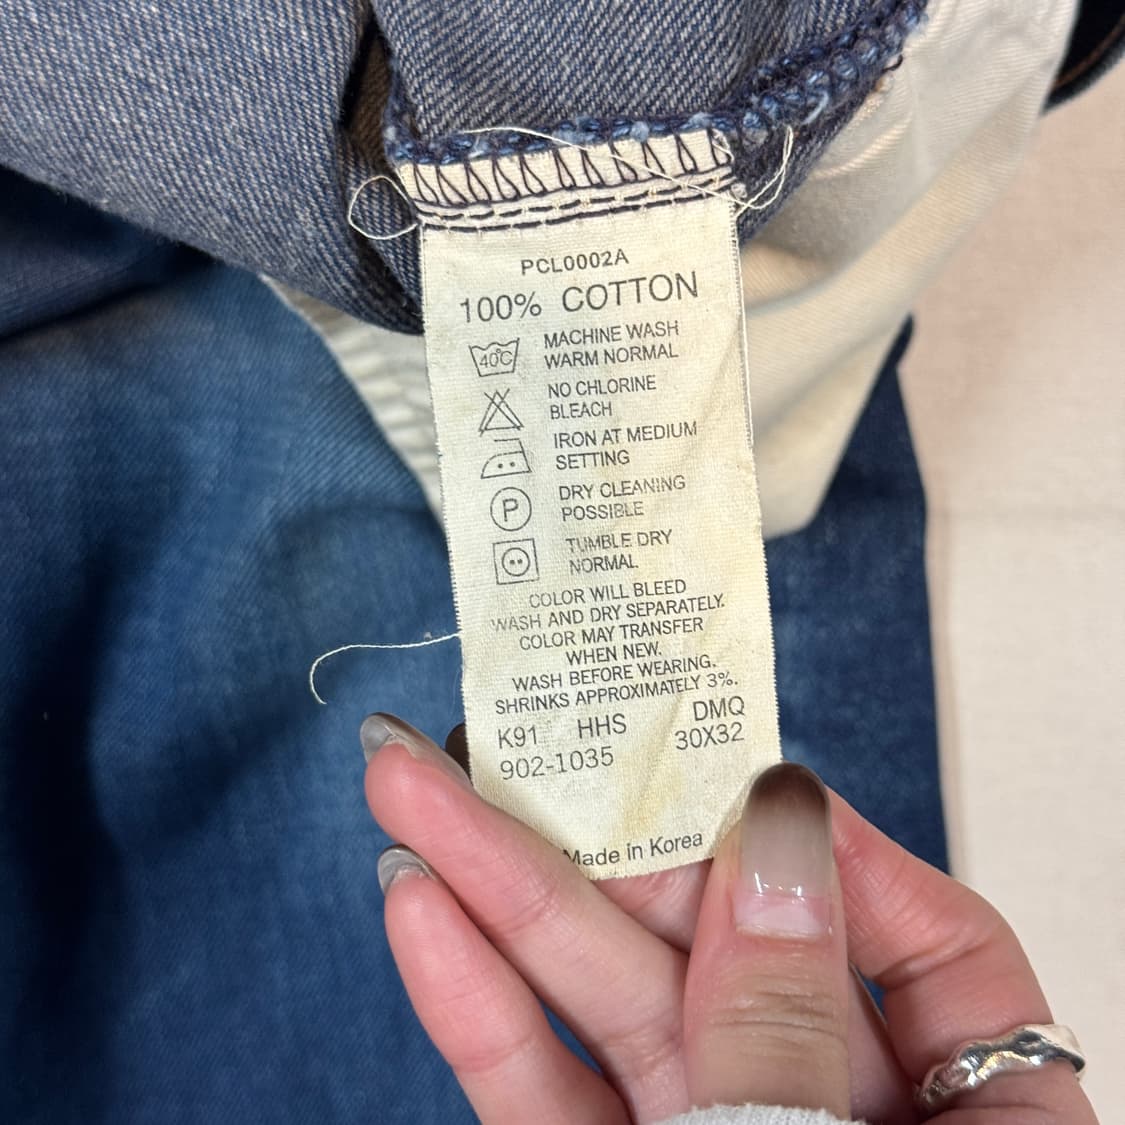 PCL0002A
100% COTTON
40°C
MACHINE WASH
WARM NORMAL
NO CHLORINE
BLEACH
IRON AT MEDIUM
SETTING
P
DRY CLEANING
POSSIBLE
TUMBLE DRY
NORMAL
COLOR WILL BLEED
WASH AND DRY SEPARATELY.
COLOR MAY TRANSFER
WHEN NEW.
WASH BEFORE WEARING.
SHRINKS APPROXIMATELY 3%.
K91 HHS DMQ
902-1035 30X32
Made in Korea